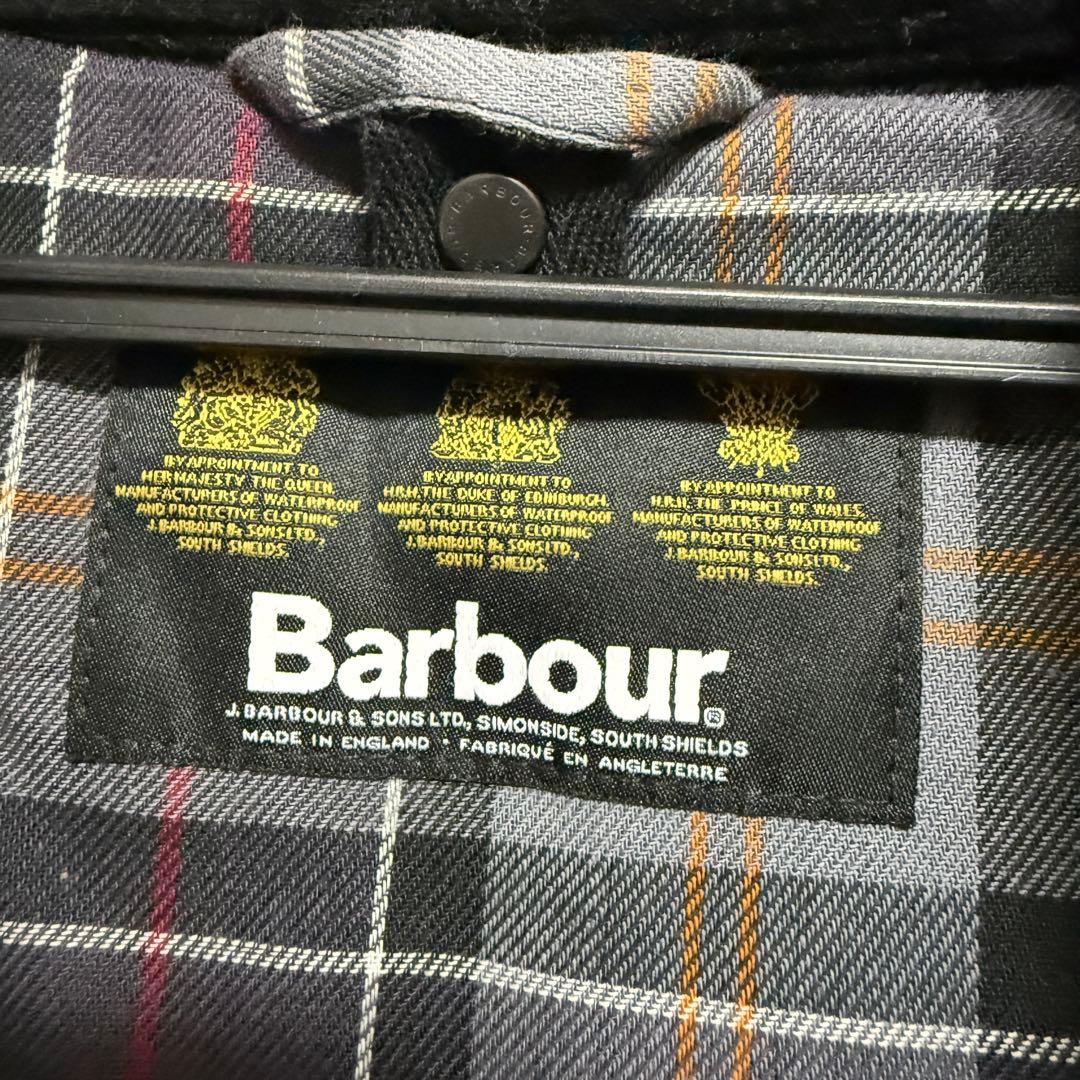 BARBOUR
BY APPOINTMENT TO
HER MAJESTY THE QUEEN
MANUFACTURERS OF WATERPROOF
AND PROTECTIVE CLOTHING
J. BARBOUR & SONS LTD.,
SOUTH SHIELDS.
BY APPOINTMENT TO
H.R.H. THE DUKE OF EDINBURGH,
MANUFACTURERS OF WATERPROOF
AND PROTECTIVE CLOTHING
J. BARBOUR & SONS LTD.,
SOUTH SHIELDS.
BY APPOINTMENT TO
H.R.H. THE PRINCE OF WALES,
MANUFACTURERS OF WATERPROOF
AND PROTECTIVE CLOTHING
J. BARBOUR & SONS LTD.,
SOUTH SHIELDS.
Barbour®
J. BARBOUR & SONS LTD., SIMONSIDE, SOUTH SHIELDS
MADE IN ENGLAND · FABRIQUÉ EN ANGLETERRE